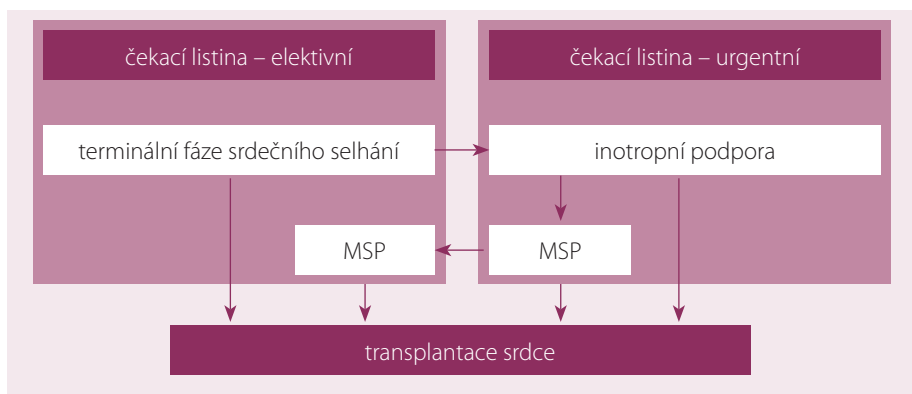 čekací listina – elektivní
čekací listina – urgentní
terminální fáze srdečního selhání
inotropní podpora
MSP
MSP
transplantace srdce